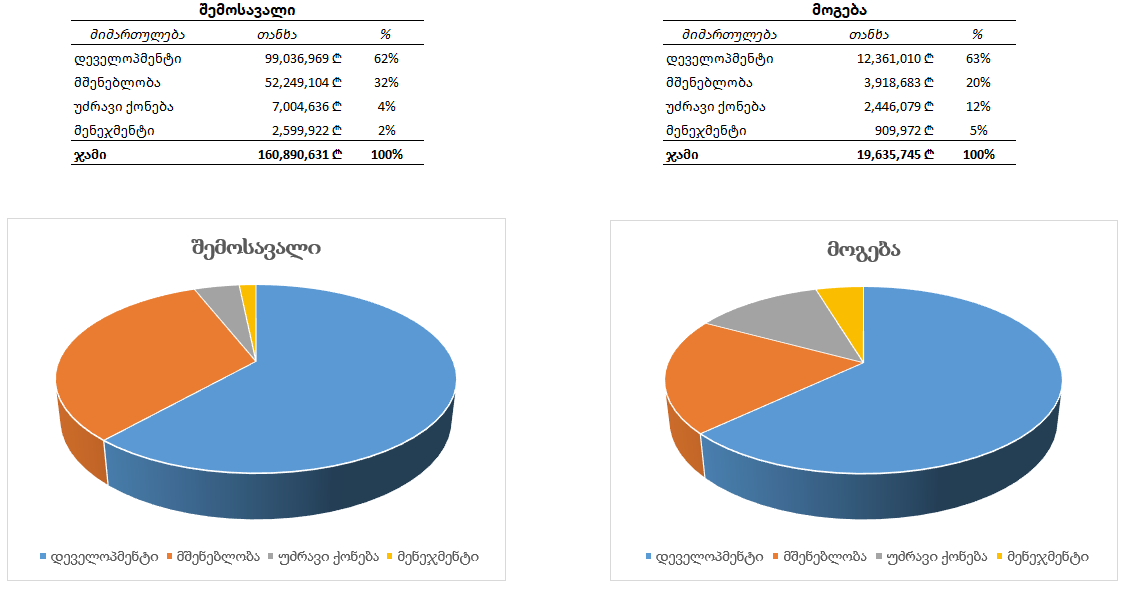 შემოსავალი
მიმართულება თანხა %
დეველოპმენტი 99,036,969 ₾ 62%
მშენებლობა 52,249,104 ₾ 32%
უძრავი ქონება 7,004,636 ₾ 4%
მენეჯმენტი 2,599,922 ₾ 2%
ჯამი 160,890,631 ₾ 100%
მოგება
მიმართულება თანხა %
დეველოპმენტი 12,361,010 ₾ 63%
მშენებლობა 3,918,683 ₾ 20%
უძრავი ქონება 2,446,079 ₾ 12%
მენეჯმენტი 909,972 ₾ 5%
ჯამი 19,635,745 ₾ 100%
შემოსავალი
დეველოპმენტი მშენებლობა უძრავი ქონება მენეჯმენტი
მოგება
დეველოპმენტი მშენებლობა უძრავი ქონება მენეჯმენტი